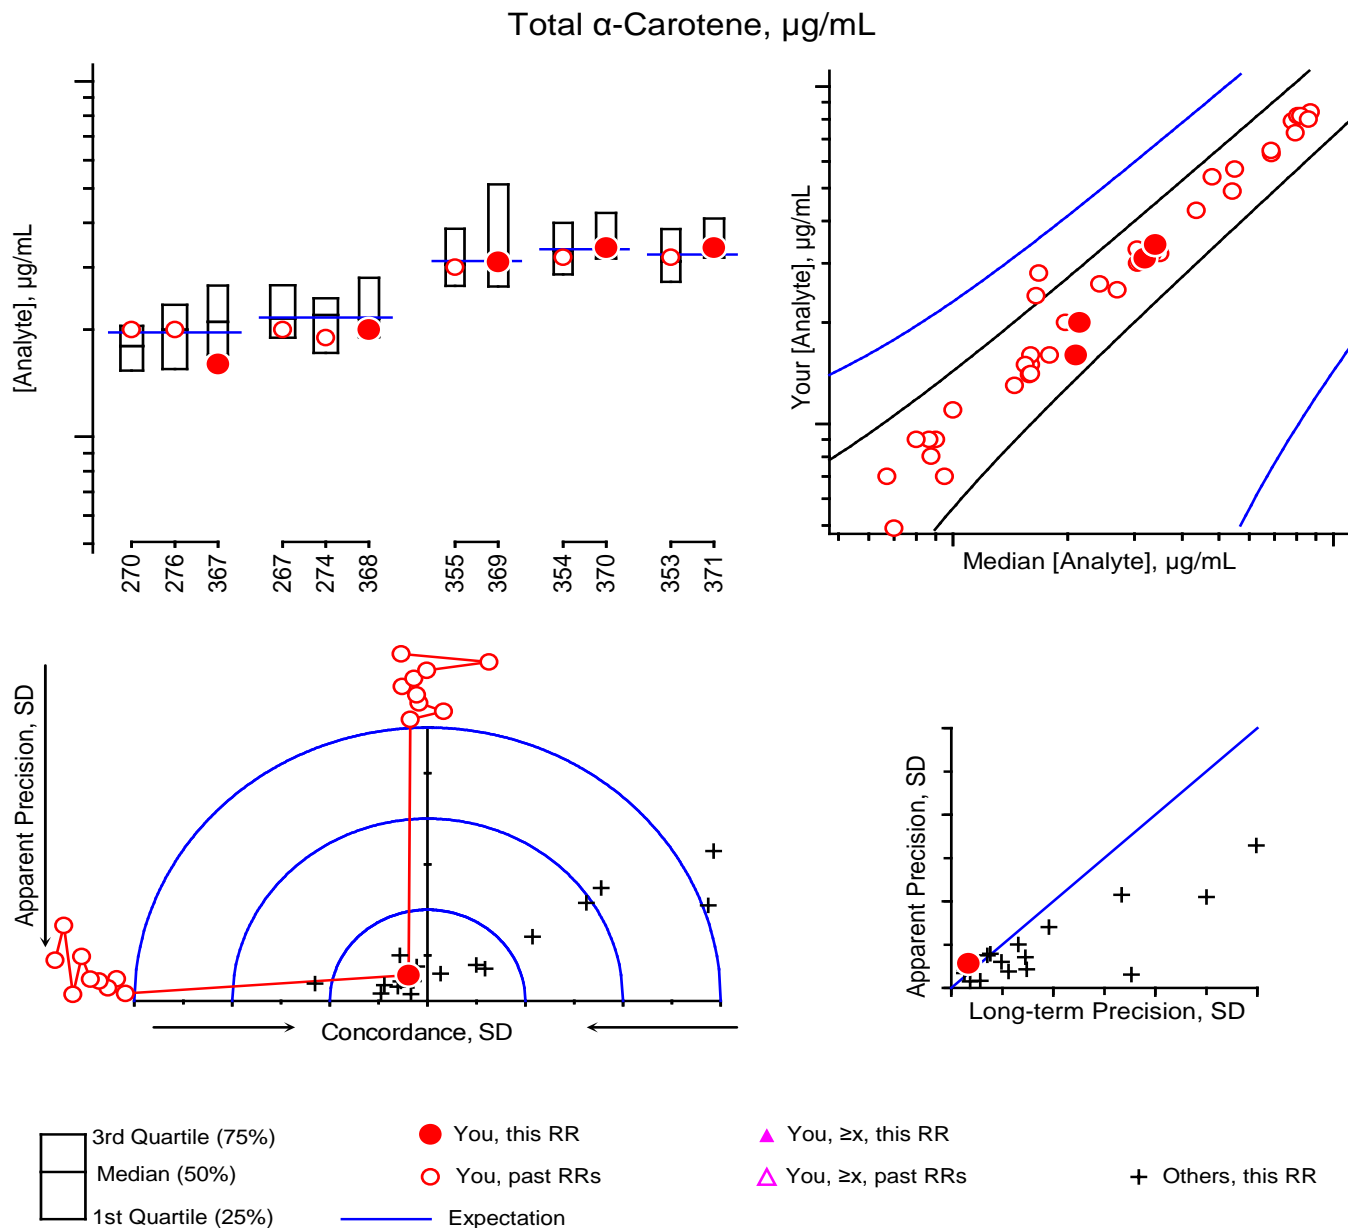 Total α-Carotene, µg/mL
[Analyte], µg/mL
270
276
367
267
274
368
355
369
354
370
353
371
Your [Analyte], µg/mL
Median [Analyte], µg/mL
Apparent Precision, SD
Concordance, SD
Apparent Precision, SD
Long-term Precision, SD
3rd Quartile (75%)
Median (50%)
1st Quartile (25%)
You, this RR
You, past RRs
Expectation
You, ≥x, this RR
You, ≥x, past RRs
Others, this RR